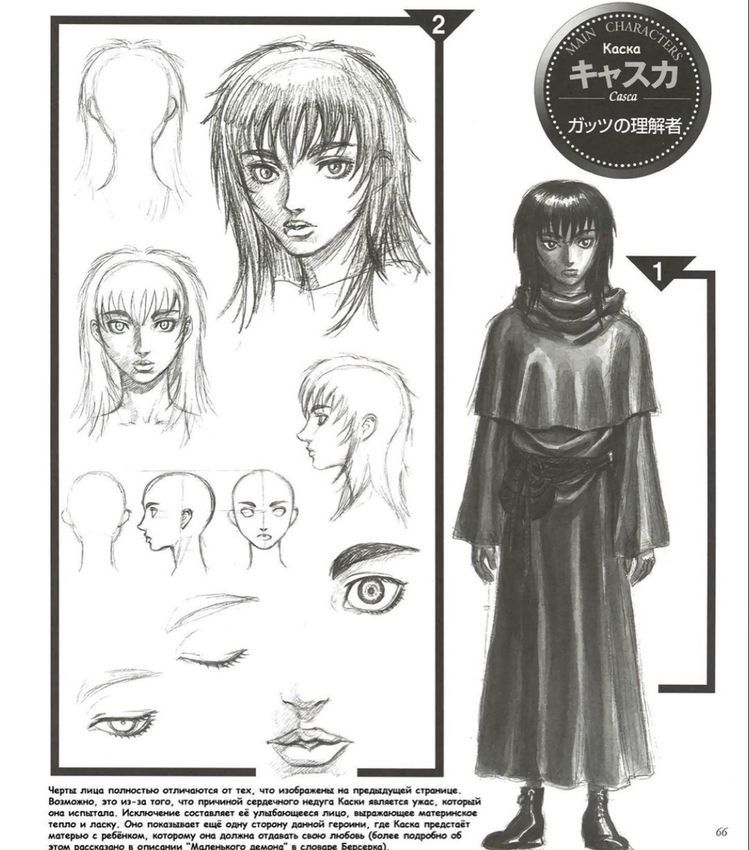 2
MAIN CHARACTERS
Каска
キャスカ
Casca
ガッツの理解者
1
Черты лица полностью отличаются от тех, что изображены на предыдущей странице.
Возможно, это из-за того, что причиной сердечного недуга Каски является ужас, который
она испытала. Исключение составляет её улыбающееся лицо, выражающее материнское
тепло и ласку. Оно показывает ещё одну сторону данной героини, где Каска предстаёт
матерью с ребёнком, которому она должна отдавать свою любовь (более подробно об
этом рассказано в описании "Маленького демона" в словаре Берсерка).
66